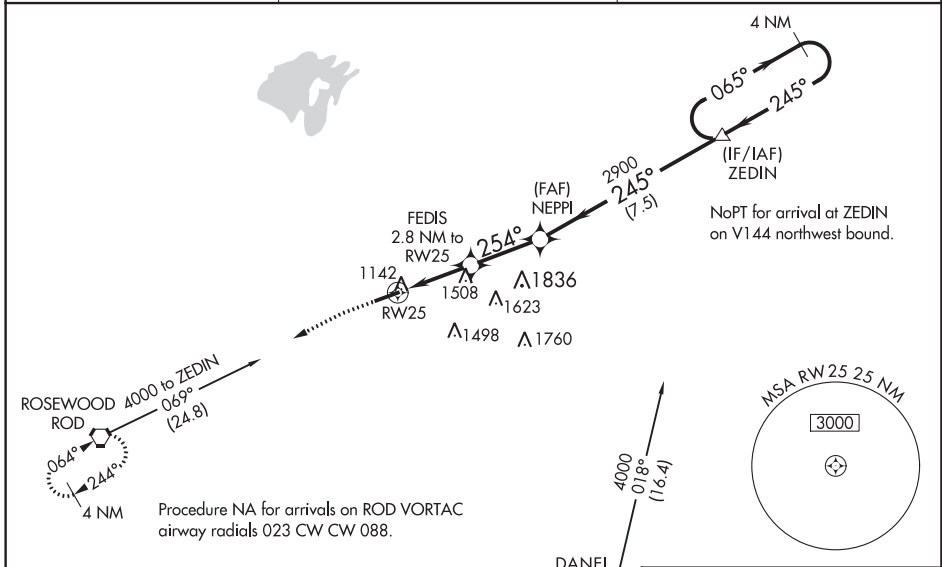 4 NM
065°
245°
(IF/IAF)
ZEDIN
2900
245°
(7.5)
NoPT for arrival at ZEDIN
on V144 northwest bound.
(FAF)
NEPPI
FEDIS
2.8 NM to
RW25
254°
1142
1508
1836
1623
RW25
1498
1760
MSA RW 25 25 NM
3000
ROSEWOOD
ROD
4000 to ZEDIN
069°
(24.8)
064°
244°
4 NM
4000
018°
(16.4)
Procedure NA for arrivals on ROD VORTAC
airway radials 023 CW CW 088.